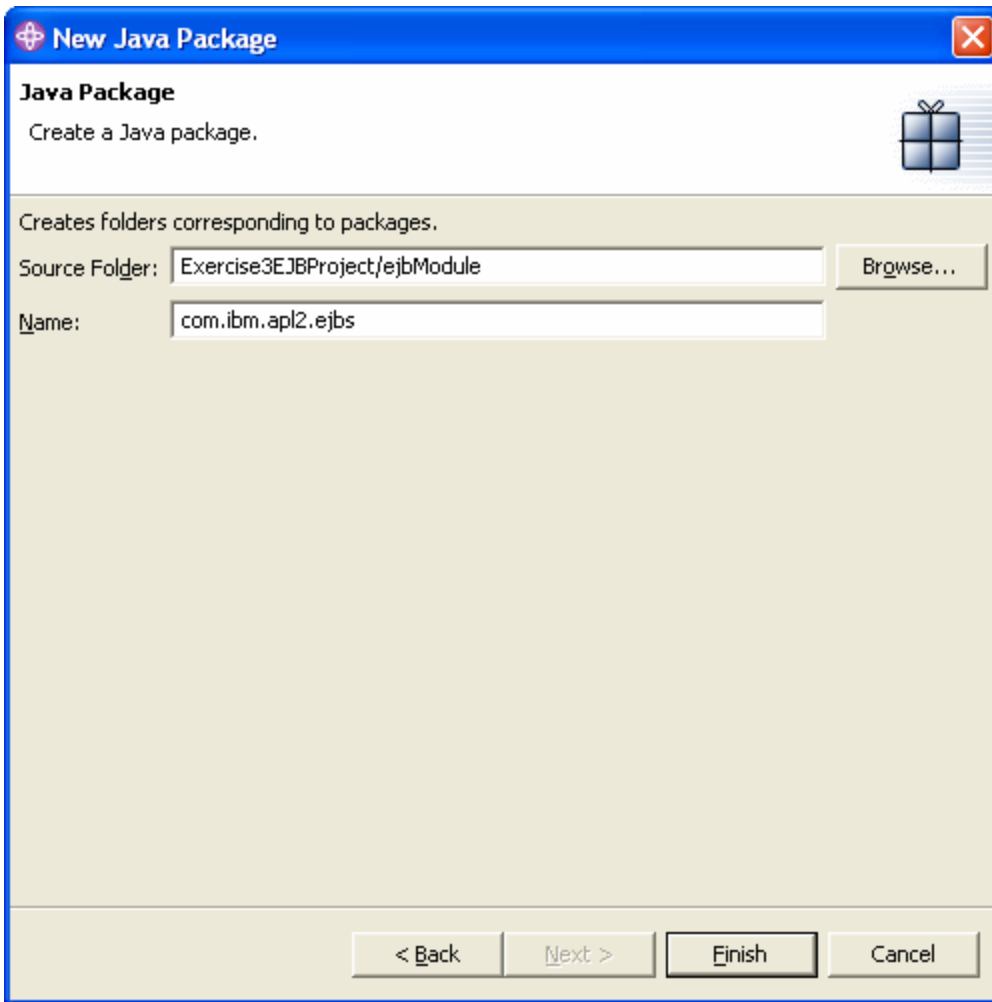 New Java Package
Java Package
Create a Java package.
Creates folders corresponding to packages.
Source Folder: Exercise3EJBProject/ejbModule Browse...
Name: com.ibm.apl2.ejbs
< Back Next > Finish Cancel